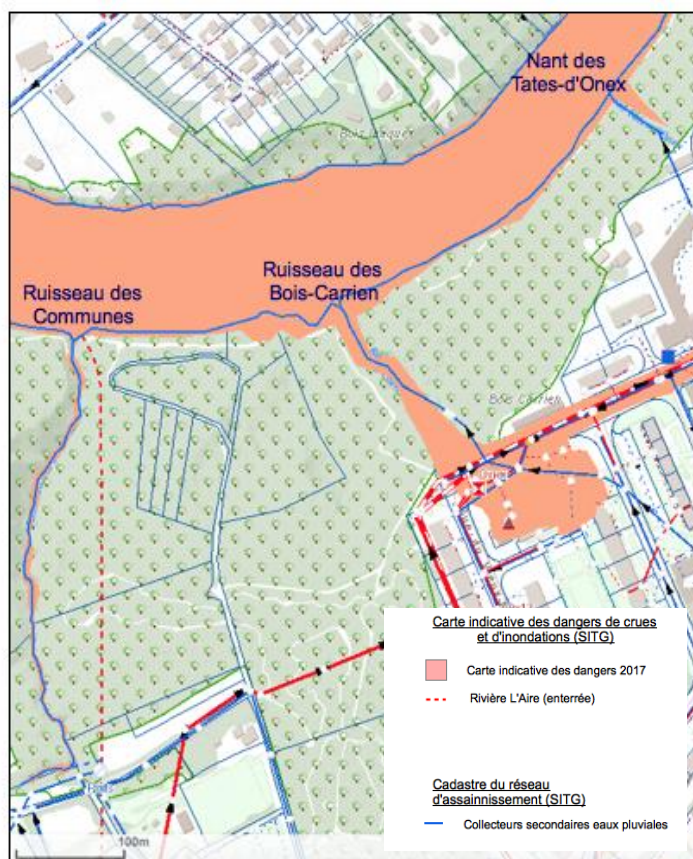 Nant des
Tates-d'Onex
Ruisseau des
Bois-Carrien
Ruisseau des
Communes
Bois Carrien
Carte indicative des dangers de crues
et d'inondations (SITG)
Carte indicative des dangers 2017
Rivière L'Aire (enterrée)
Cadastre du réseau
d'assainnissement (SITG)
Collecteurs secondaires eaux pluviales
100m